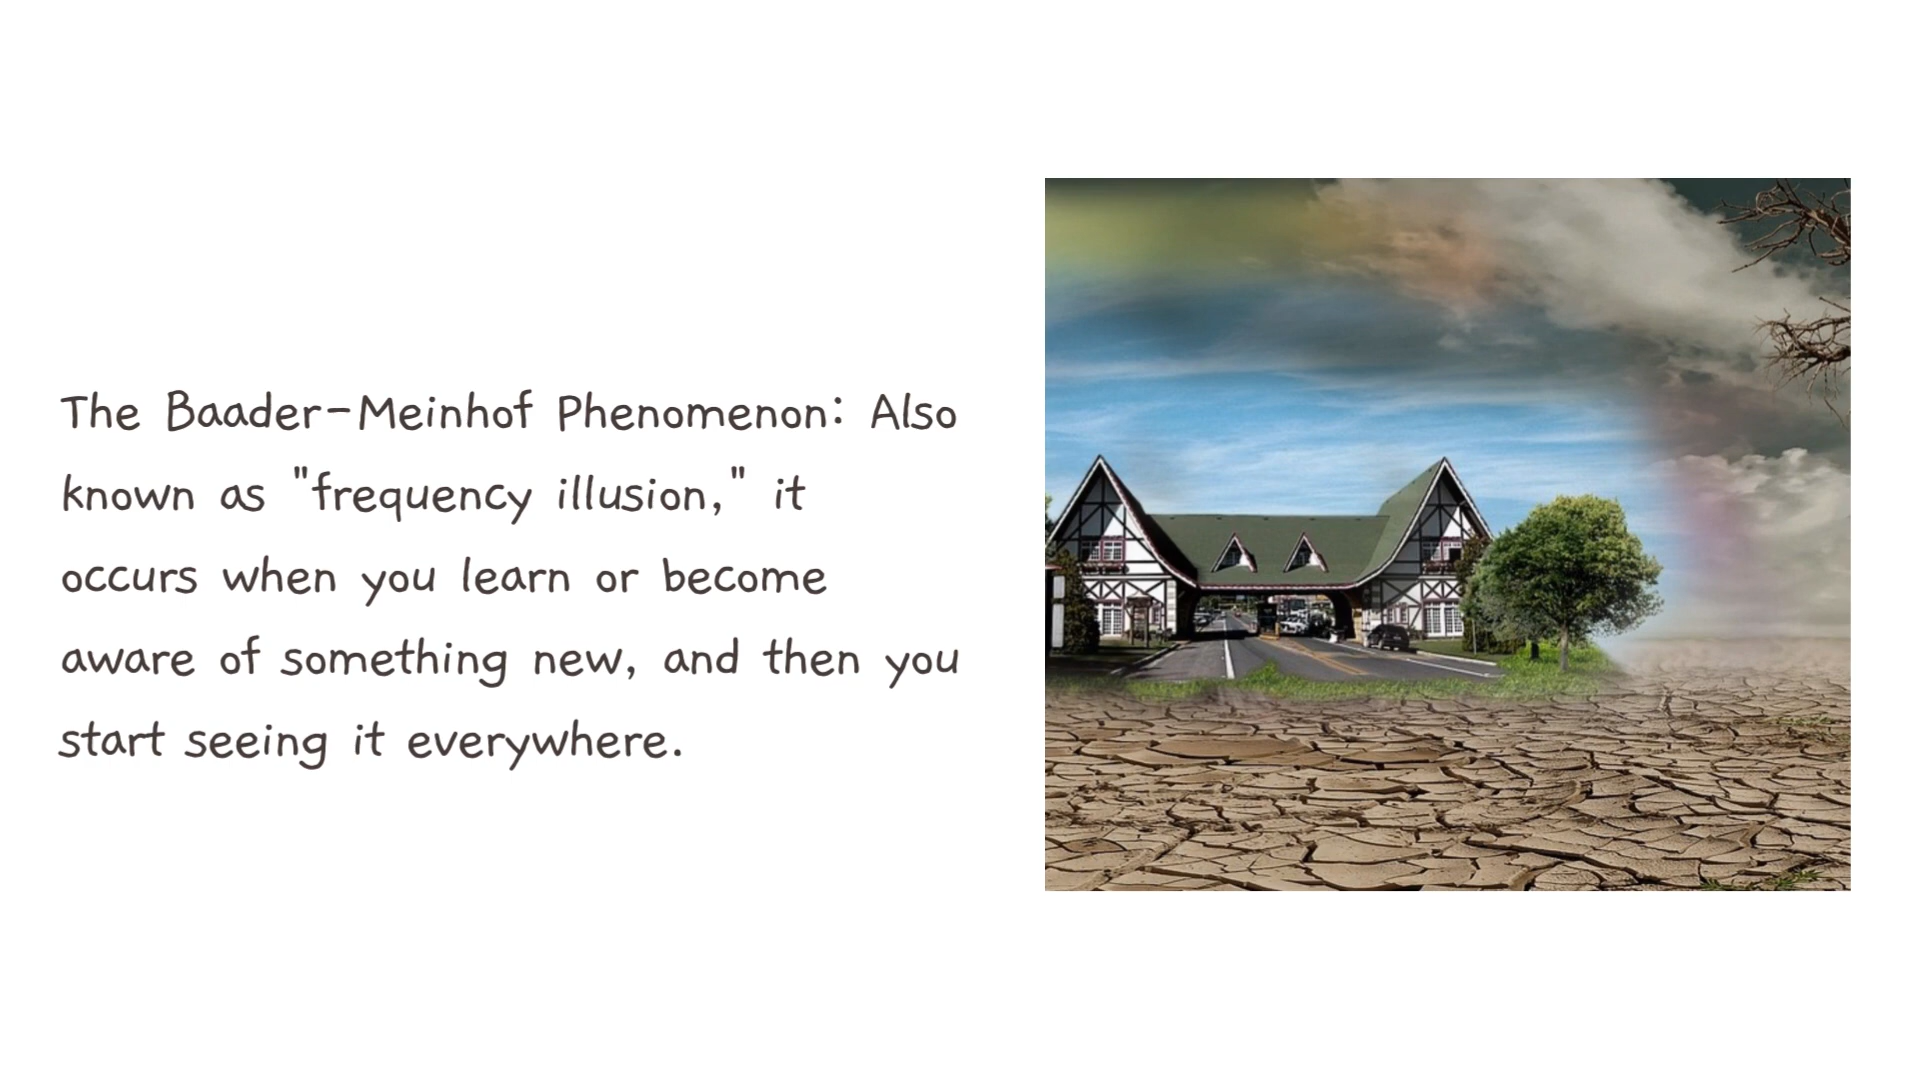 The Baader-Meinhof Phenomenon: Also
known as "frequency illusion," it
occurs when you learn or become
aware of something new, and then you
start seeing it everywhere.